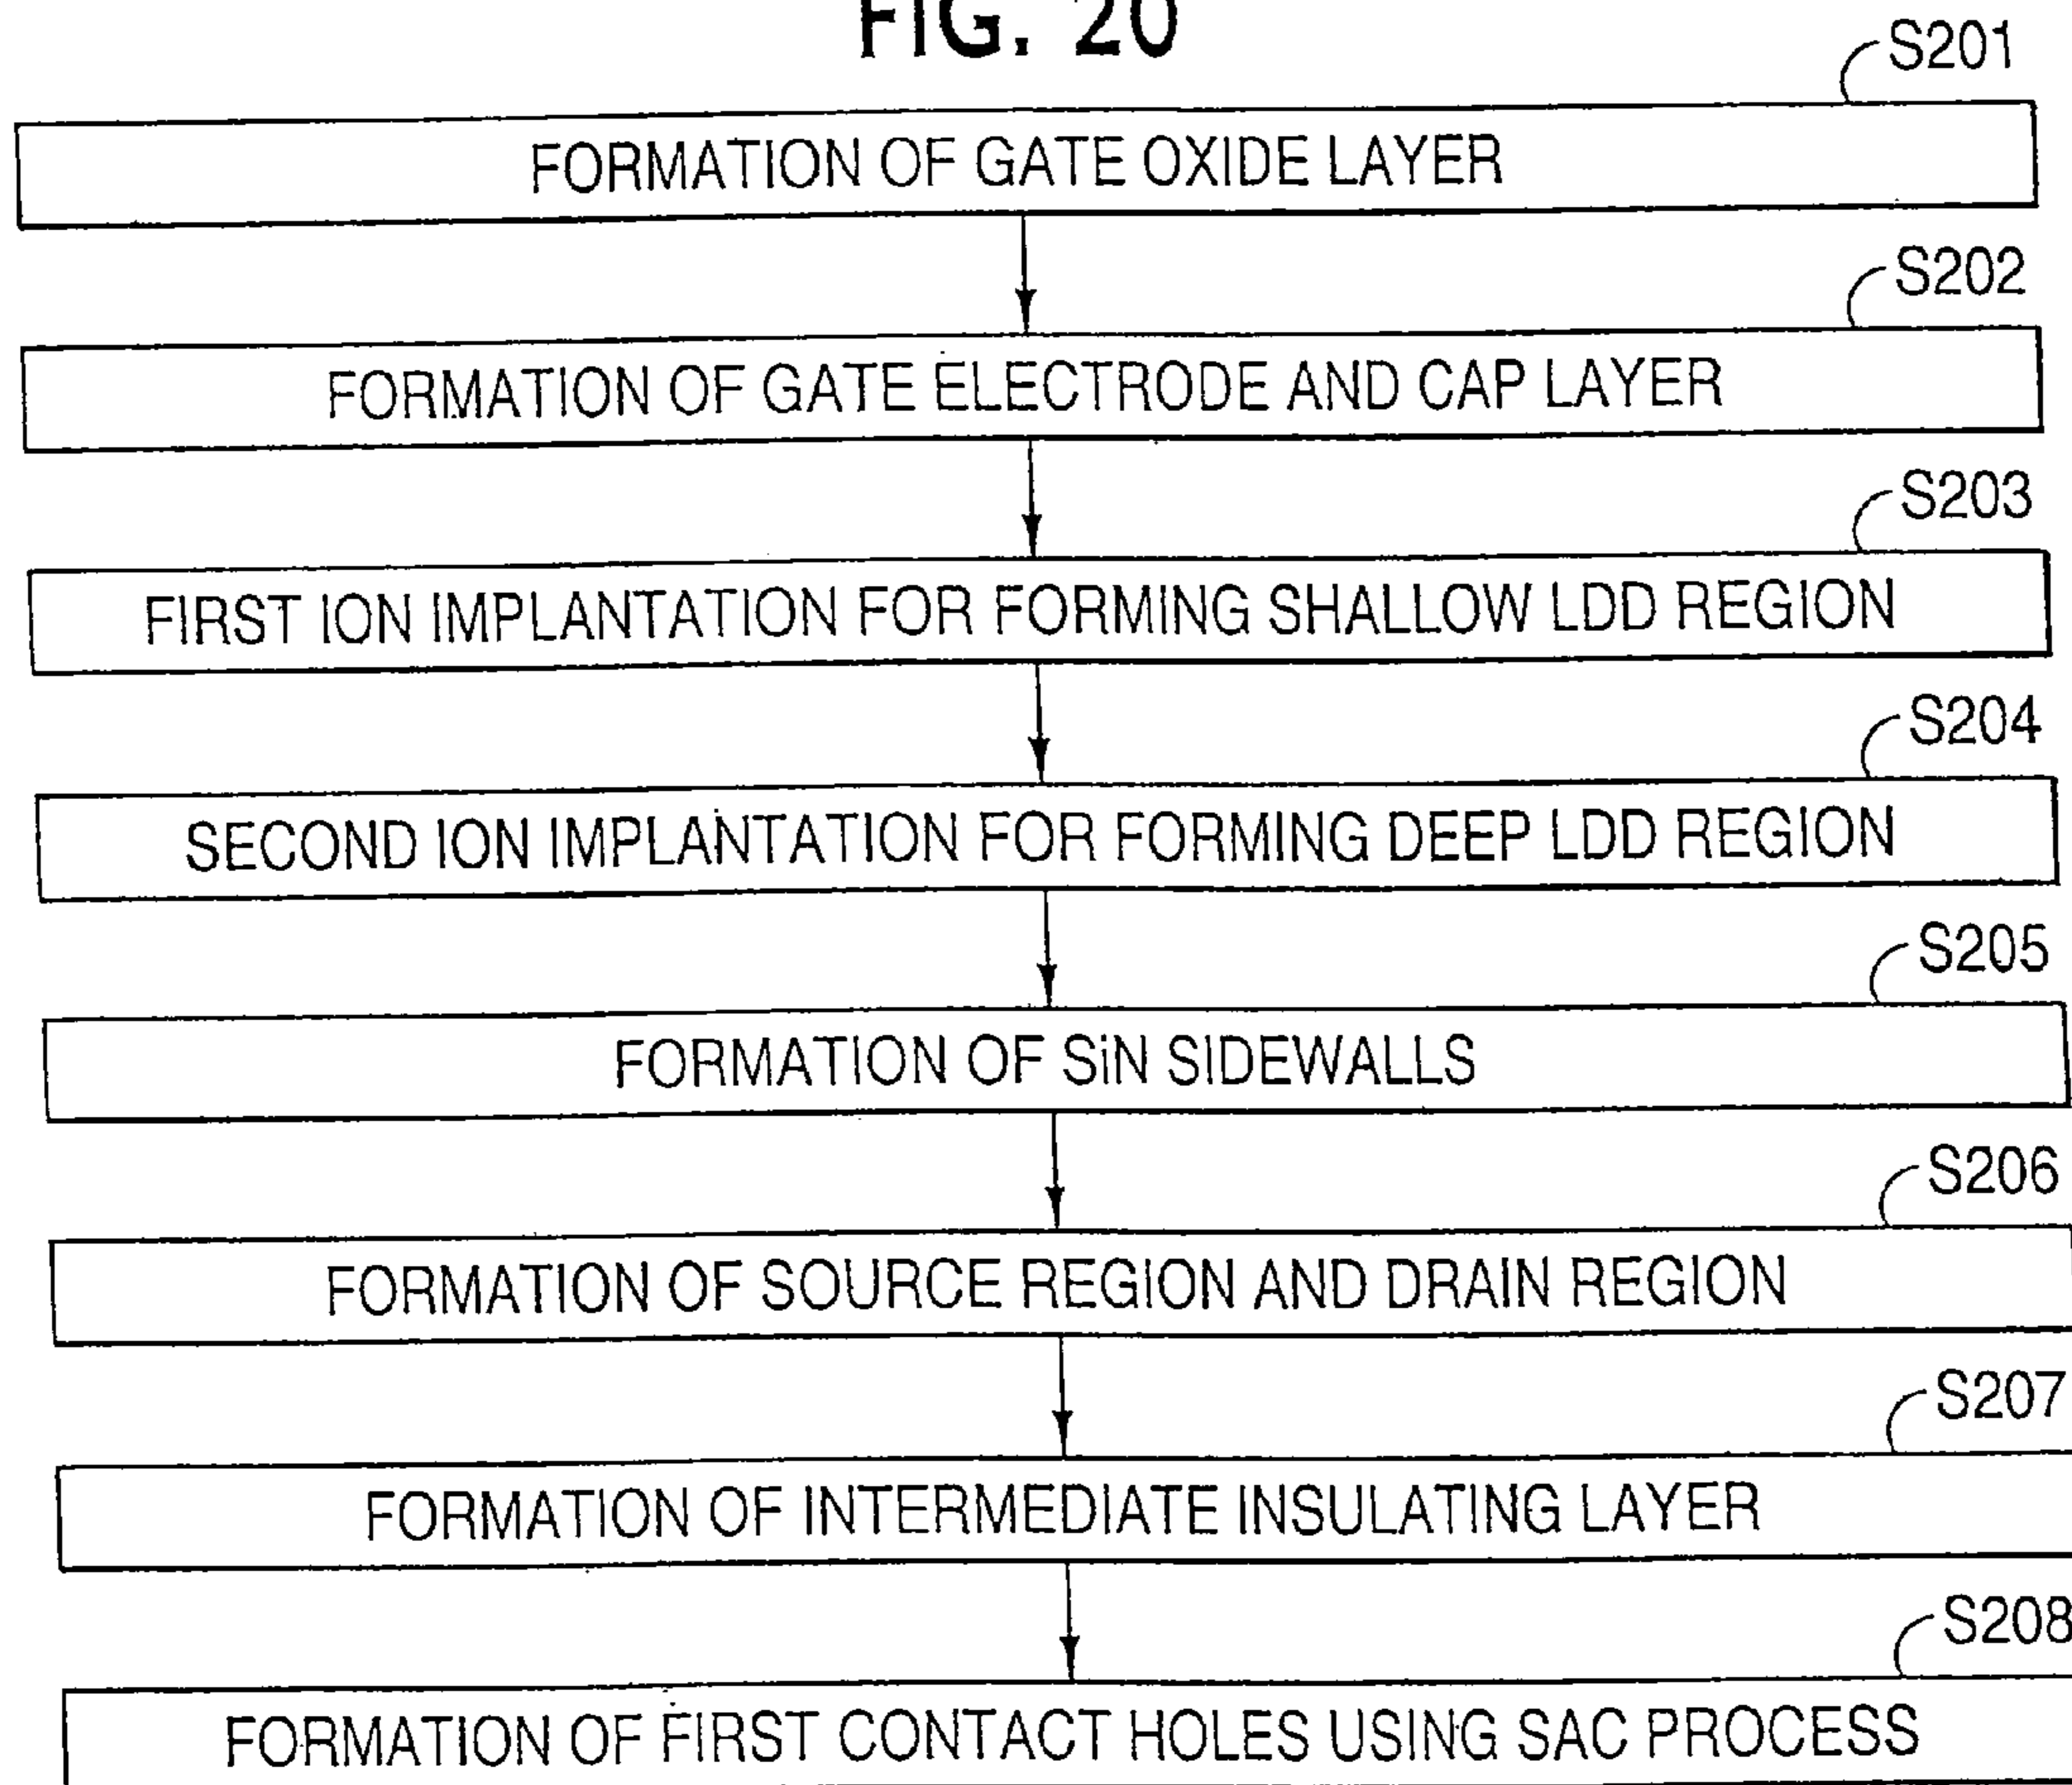 FIG. 20
S201
FORMATION OF GATE OXIDE LAYER
S202
FORMATION OF GATE ELECTRODE AND CAP LAYER
S203
FIRST ION IMPLANTATION FOR FORMING SHALLOW LDD REGION
S204
SECOND ION IMPLANTATION FOR FORMING DEEP LDD REGION
S205
FORMATION OF SiN SIDEWALLS
S206
FORMATION OF SOURCE REGION AND DRAIN REGION
S207
FORMATION OF INTERMEDIATE INSULATING LAYER
S208
FORMATION OF FIRST CONTACT HOLES USING SAC PROCESS